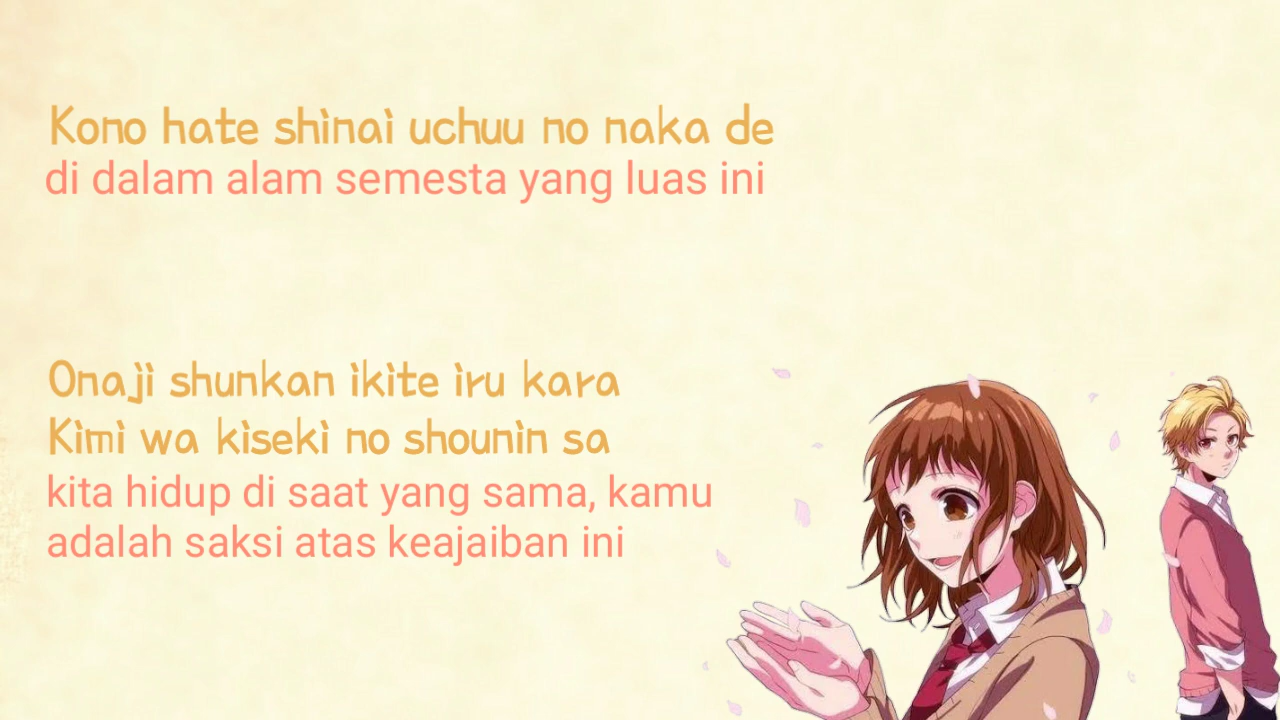 Kono hate shinai uchuu no naka de
di dalam alam semesta yang luas ini
Onaji shunkan ikite iru kara
Kimi wa kiseki no shounin sa
kita hidup di saat yang sama, kamu
adalah saksi atas keajaiban ini